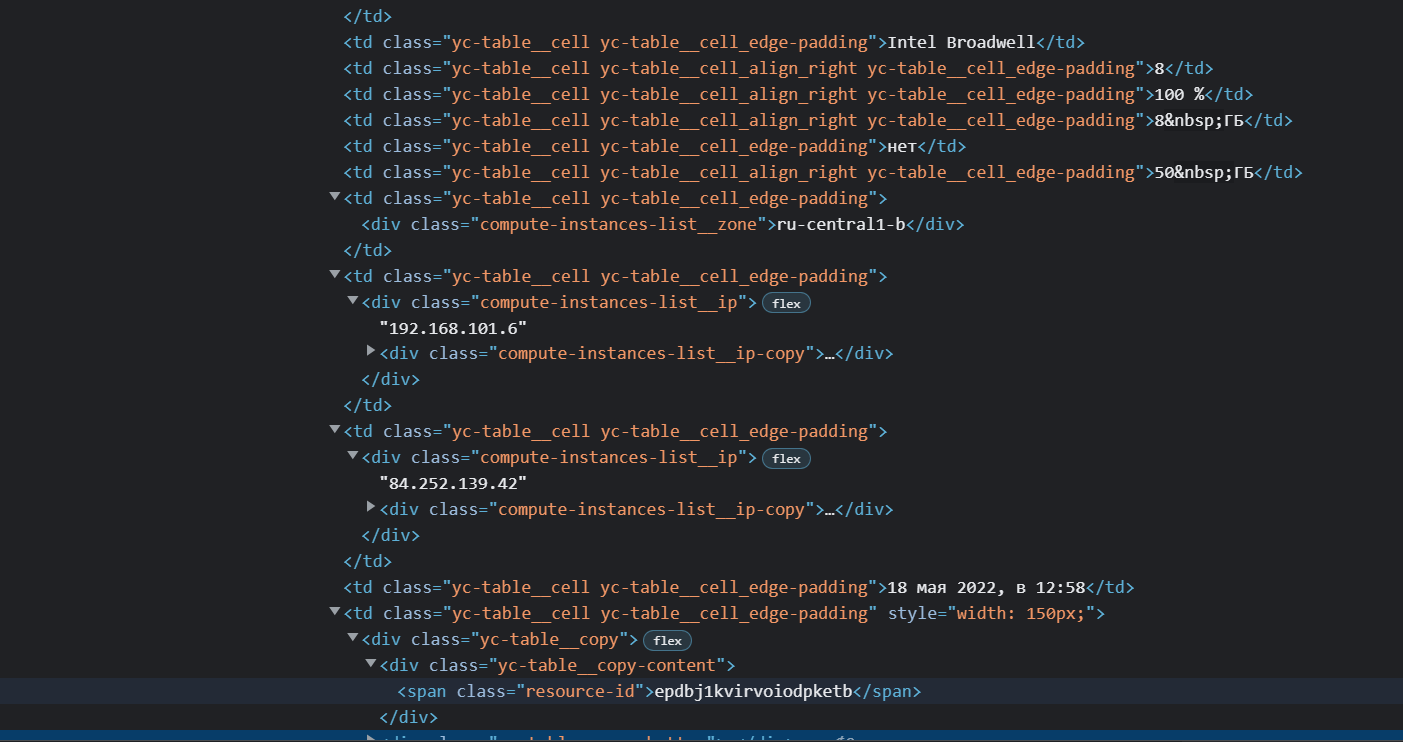 </td>
<td class="yc-table__cell yc-table__cell_edge-padding">Intel Broadwell</td>
<td class="yc-table__cell yc-table__cell_align_right yc-table__cell_edge-padding">8</td>
<td class="yc-table__cell yc-table__cell_align_right yc-table__cell_edge-padding">100 %</td>
<td class="yc-table__cell yc-table__cell_align_right yc-table__cell_edge-padding">8&nbsp;ГБ</td>
<td class="yc-table__cell yc-table__cell_edge-padding">нет</td>
<td class="yc-table__cell yc-table__cell_align_right yc-table__cell_edge-padding">50&nbsp;ГБ</td>
<td class="yc-table__cell yc-table__cell_edge-padding">
<div class="compute-instances-list__zone">ru-central1-b</div>
</td>
<td class="yc-table__cell yc-table__cell_edge-padding">
<div class="compute-instances-list__ip"> flex
"192.168.101.6"
<div class="compute-instances-list__ip-copy">…</div>
</div>
</td>
<td class="yc-table__cell yc-table__cell_edge-padding">
<div class="compute-instances-list__ip"> flex
"84.252.139.42"
<div class="compute-instances-list__ip-copy">…</div>
</div>
</td>
<td class="yc-table__cell yc-table__cell_edge-padding">18 мая 2022, в 12:58</td>
<td class="yc-table__cell yc-table__cell_edge-padding" style="width: 150px;">
<div class="yc-table__copy"> flex
<div class="yc-table__copy-content">
<span class="resource-id">epdbj1kvirvoiodpketb</span>
</div>